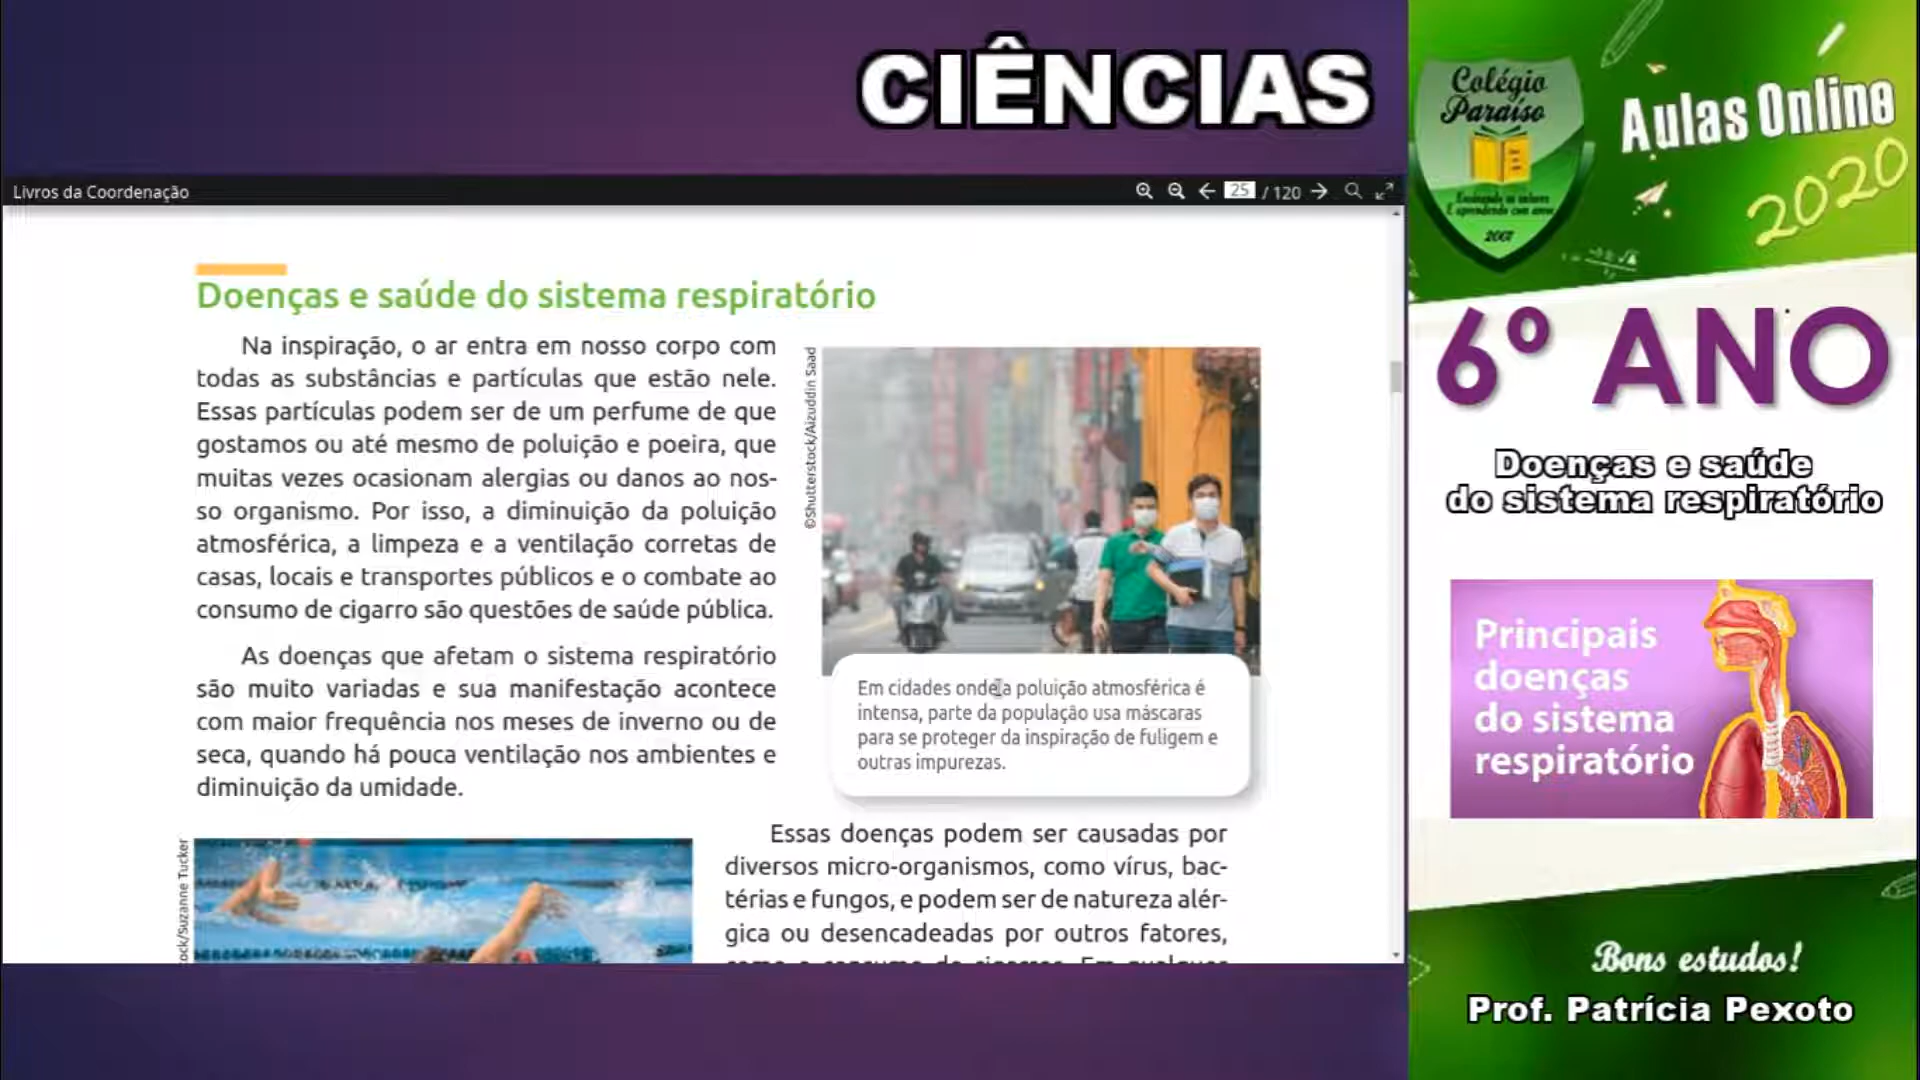 CIÊNCIAS
Livros da Coordenação
25 / 120
Doenças e saúde do sistema respiratório
Na inspiração, o ar entra em nosso corpo com
todas as substâncias e partículas que estão nele.
Essas partículas podem ser de um perfume de que
gostamos ou até mesmo de poluição e poeira, que
muitas vezes ocasionam alergias ou danos ao nos-
so organismo. Por isso, a diminuição da poluição
atmosférica, a limpeza e a ventilação corretas de
casas, locais e transportes públicos e o combate ao
consumo de cigarro são questões de saúde pública.
As doenças que afetam o sistema respiratório
são muito variadas e sua manifestação acontece
com maior frequência nos meses de inverno ou de
seca, quando há pouca ventilação nos ambientes e
diminuição da umidade.
©Shutterstock/Aizuddin Saad
Em cidades onde a poluição atmosférica é
intensa, parte da população usa máscaras
para se proteger da inspiração de fuligem e
outras impurezas.
ock/Suzanne Tucker
Essas doenças podem ser causadas por
diversos micro-organismos, como vírus, bac-
térias e fungos, e podem ser de natureza alér-
gica ou desencadeadas por outros fatores,
Colégio
Paraíso
2007
Aulas Online
2020
6º ANO
Doenças e saúde
do sistema respiratório
Principais
doenças
do sistema
respiratório
Bons estudos!
Prof. Patrícia Pexoto